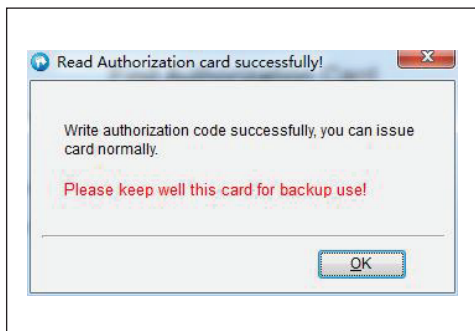 Read Authorization card successfully!
Write authorization code successfully, you can issue
card normally.
Please keep well this card for backup use!
OK